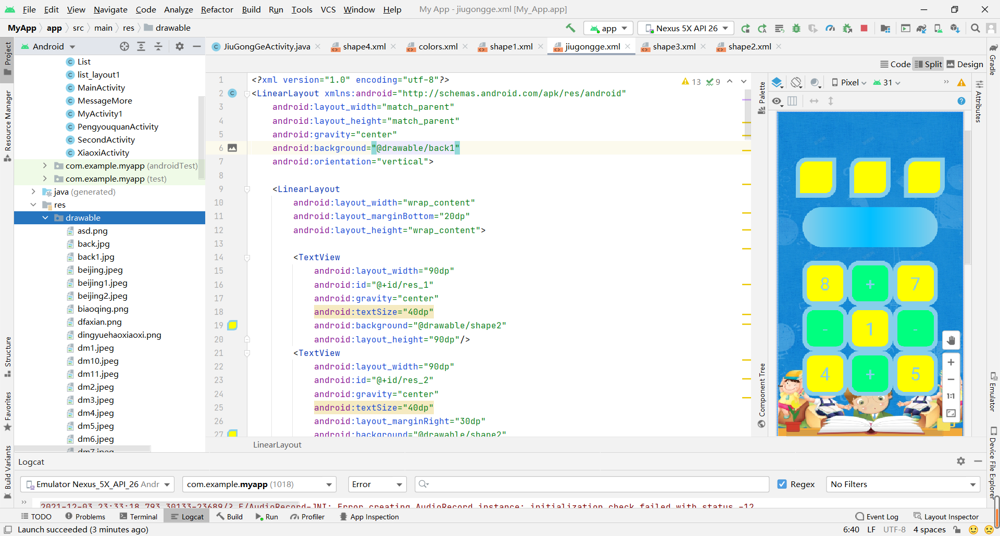 File Edit View Navigate Code Analyze Refactor Build Run Tools VCS Window Help My App - jiugongge.xml [My_App.app]
MyApp app src main res drawable app Nexus 5X API 26
Android JiuGongGeActivity.java shape4.xml colors.xml shape1.xml jiugongge.xml shape3.xml shape2.xml
Code Split Design
Project
Resource Manager
Structure
Favorites
Build Variants
List
list_layout1
MainActivity
MessageMore
MyActivity1
PengyouquanActivity
SecondActivity
XiaoxiActivity
com.example.myapp (androidTest)
com.example.myapp (test)
java (generated)
res
drawable
asd.png
back.jpg
back1.jpg
beijing.jpeg
beijing1.jpeg
beijing2.jpeg
biaoqing.png
dfaxian.png
dingyuehaoxiaoxi.png
dm1.jpeg
dm10.jpeg
dm11.jpeg
dm2.jpeg
dm3.jpeg
dm4.jpeg
dm5.jpeg
dm6.jpeg
dm7.jpeg
1 <?xml version="1.0" encoding="utf-8"?>
2 <LinearLayout xmlns:android="http://schemas.android.com/apk/res/android"
3 android:layout_width="match_parent"
4 android:layout_height="match_parent"
5 android:gravity="center"
6 android:background="@drawable/back1"
7 android:orientation="vertical">
8
9 <LinearLayout
10 android:layout_width="wrap_content"
11 android:layout_marginBottom="20dp"
12 android:layout_height="wrap_content">
13
14 <TextView
15 android:layout_width="90dp"
16 android:id="@+id/res_1"
17 android:gravity="center"
18 android:textSize="40dp"
19 android:background="@drawable/shape2"
20 android:layout_height="90dp"/>
21 <TextView
22 android:layout_width="90dp"
23 android:id="@+id/res_2"
24 android:gravity="center"
25 android:textSize="40dp"
26 android:layout_marginRight="30dp"
27 android:background="@drawable/shape2"
13 9
LinearLayout
Palette
Component Tree
Pixel 31
8 + 7
- 1 -
4 + 5
1:1
Gradle
Attributes
Emulator
Device File Explorer
Logcat
Emulator Nexus_5X_API_26 Andr com.example.myapp (1018) Error Regex No Filters
2021-12-03 23:33:18.793 30133-23689/? E/AudioRecord-JNI: Error creating AudioRecord instance: initialization check failed with status -12.
TODO Problems Terminal Logcat Build Run Profiler App Inspection Event Log Layout Inspector
Launch succeeded (3 minutes ago) 6:40 LF UTF-8 4 spaces